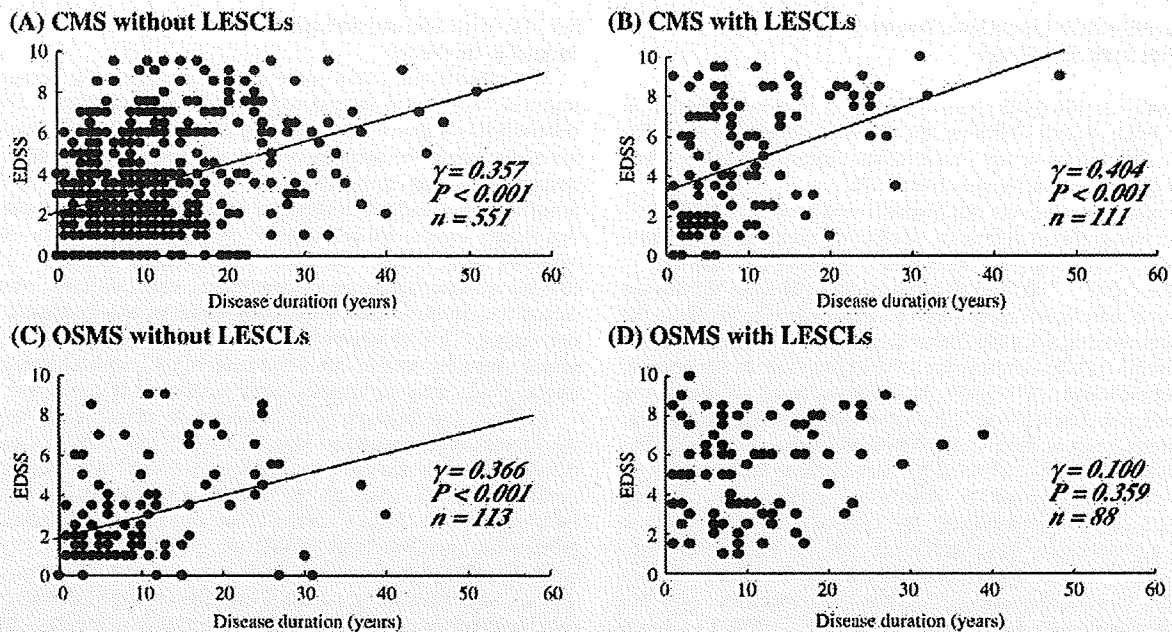 (A) CMS without LESCLs
10
8
6
4
2
0
EDSS
0 10 20 30 40 50 60
Disease duration (years)
γ = 0.357
P < 0.001
n = 551
(B) CMS with LESCLs
10
8
6
4
2
0
EDSS
0 10 20 30 40 50 60
Disease duration (years)
γ = 0.404
P < 0.001
n = 111
(C) OSMS without LESCLs
10
8
6
4
2
0
EDSS
0 10 20 30 40 50 60
Disease duration (years)
γ = 0.366
P < 0.001
n = 113
(D) OSMS with LESCLs
10
8
6
4
2
0
EDSS
0 10 20 30 40 50 60
Disease duration (years)
γ = 0.100
P = 0.359
n = 88